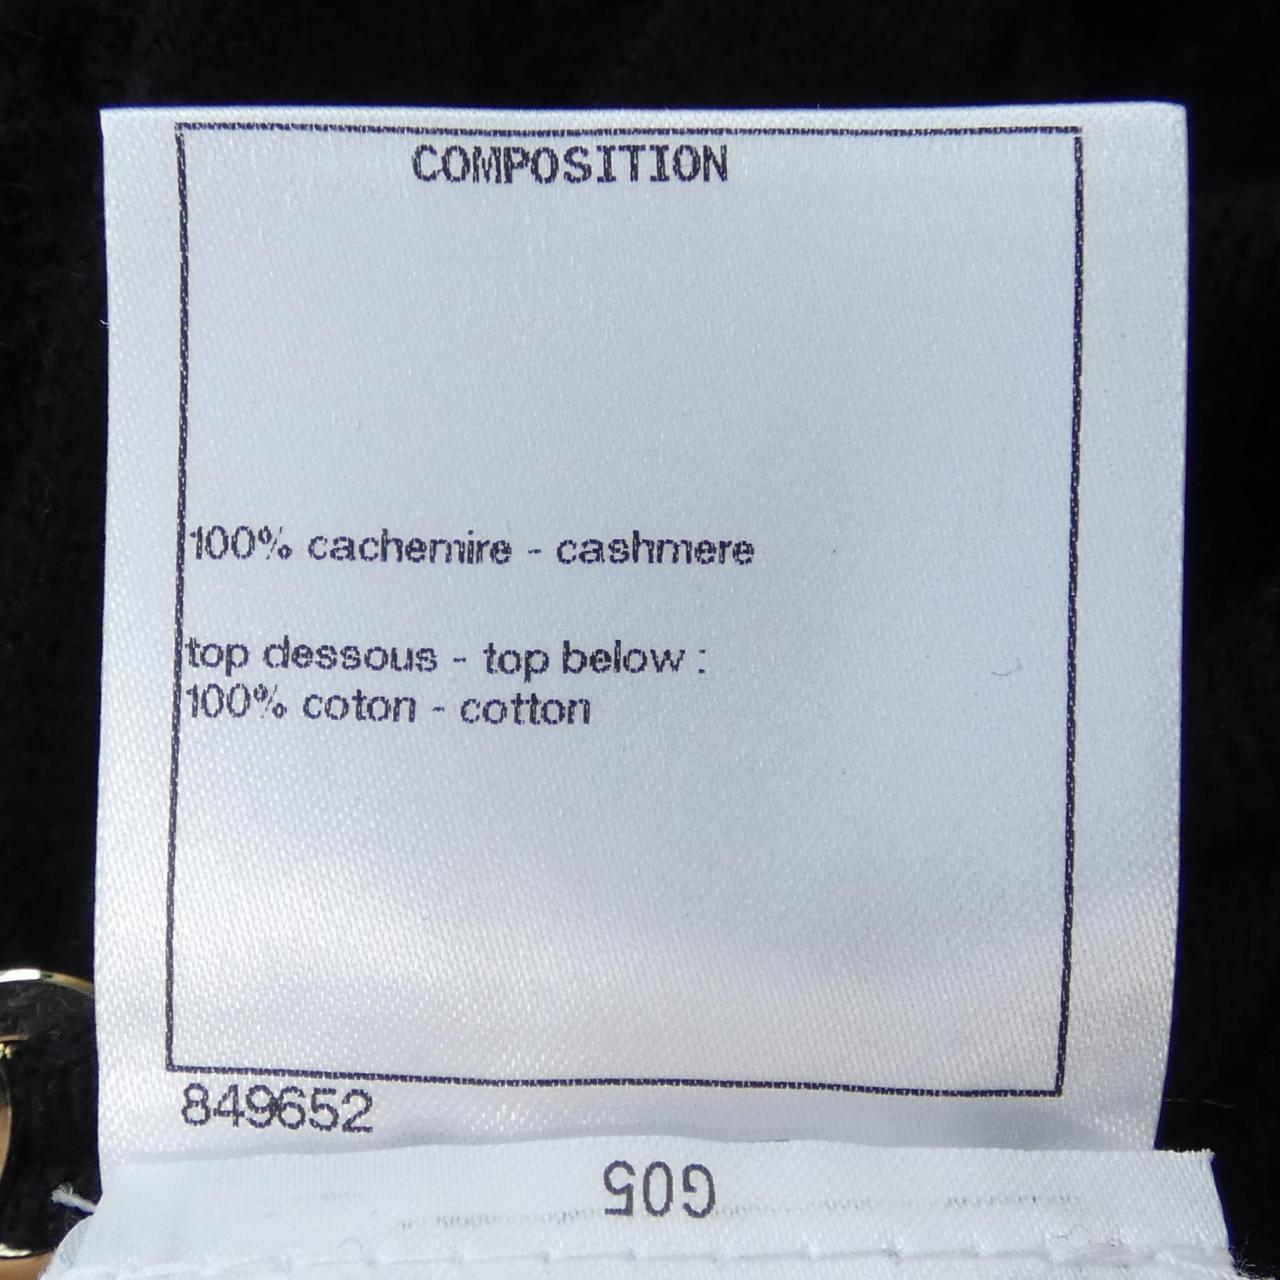 COMPOSITION
100% cachemire - cashmere
top dessous - top below :
100% coton - cotton
849652
G05